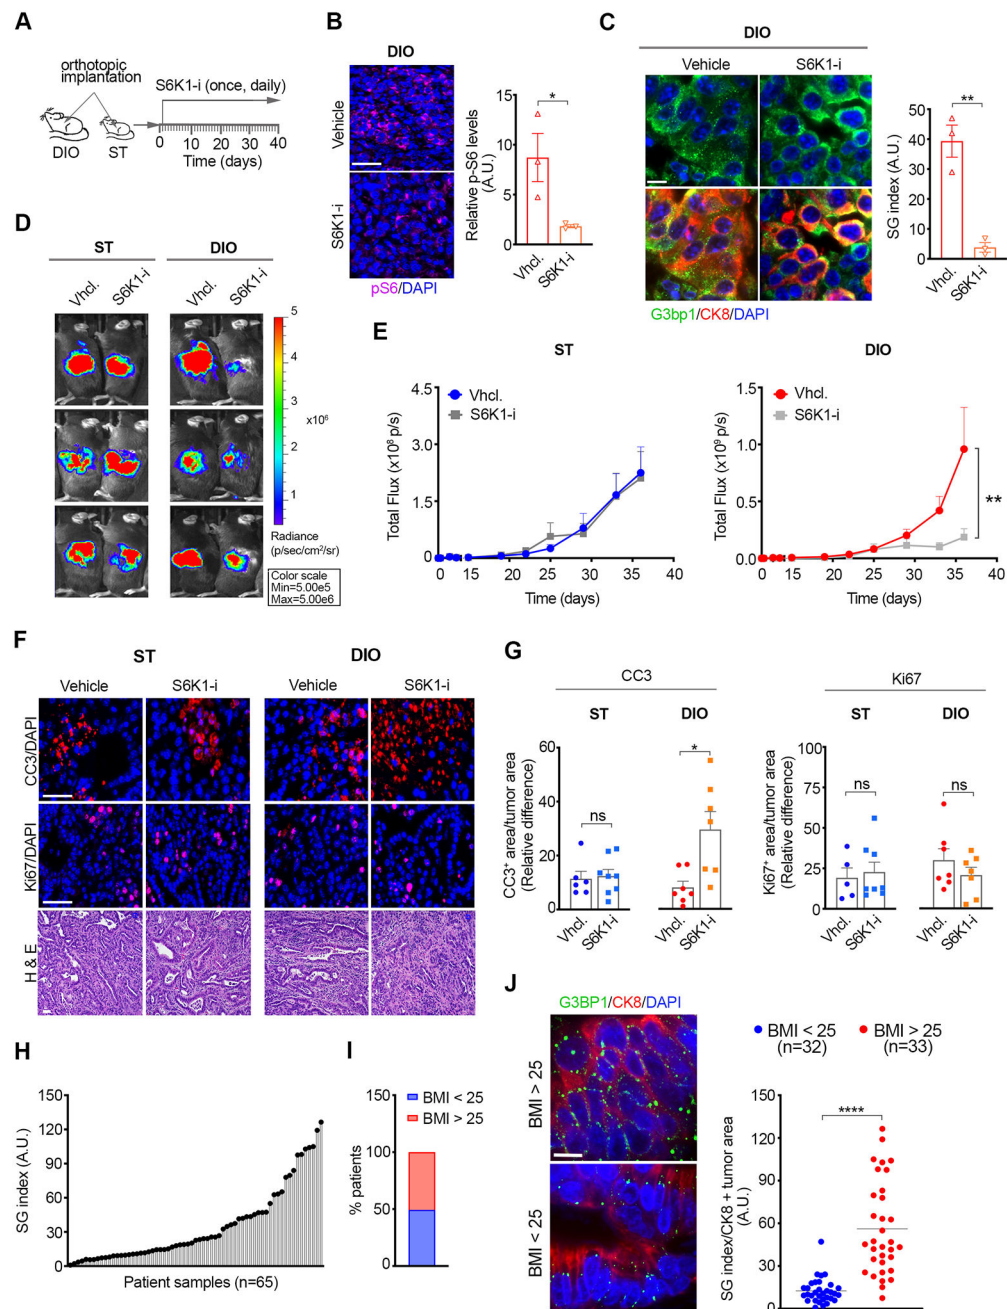 A
orthotopic
implantation
S6K1-i (once, daily)
DIO
ST
0 10 20 30 40
Time (days)
B
DIO
Vehicle
S6K1-i
pS6/DAPI
Relative p-S6 levels
(A.U.)
15
10
5
0
*
Vhcl.
S6K1-i
C
DIO
Vehicle
S6K1-i
G3bp1/CK8/DAPI
SG index (A.U.)
50
40
30
20
10
0
**
Vhcl.
S6K1-i
D
ST
DIO
Vhcl.
S6K1-i
Vhcl.
S6K1-i
5
4
3
x10⁶
2
1
Radiance
(p/sec/cm²/sr)
Color scale
Min=5.00e5
Max=5.00e6
E
ST
Vhcl.
S6K1-i
Total Flux (x10⁸ p/s)
4.5
3.0
1.5
0
0 15 20 25 30 35 40
Time (days)
DIO
Vhcl.
S6K1-i
Total Flux (x10⁹ p/s)
1.5
1.0
0.5
0.0
**
0 15 20 25 30 35 40
Time (days)
F
ST
DIO
Vehicle
S6K1-i
Vehicle
S6K1-i
CC3/DAPI
Ki67/DAPI
H & E
G
CC3
ST
DIO
CC3⁺ area/tumor area
(Relative difference)
60
40
20
0
ns
*
Vhcl.
S6K1-i
Vhcl.
S6K1-i
Ki67
ST
DIO
Ki67⁺ area/tumor area
(Relative difference)
100
75
50
25
0
ns
ns
Vhcl.
S6K1-i
Vhcl.
S6K1-i
H
SG index (A.U.)
150
120
90
60
30
0
Patient samples (n=65)
I
BMI < 25
BMI > 25
% patients
150
100
50
0
J
G3BP1/CK8/DAPI
BMI > 25
BMI < 25
BMI < 25
(n=32)
BMI > 25
(n=33)
SG index/CK8 + tumor area
(A.U.)
150
120
90
60
30
0
****